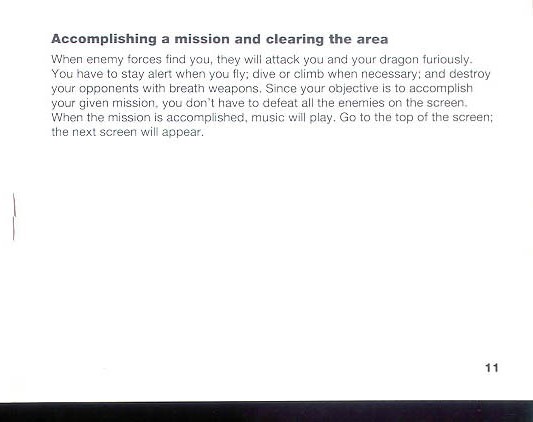 Accomplishing a mission and clearing the area
When enemy forces find you, they will attack you and your dragon furiously.
You have to stay alert when you fly; dive or climb when necessary; and destroy
your opponents with breath weapons. Since your objective is to accomplish
your given mission, you don't have to defeat all the enemies on the screen.
When the mission is accomplished, music will play. Go to the top of the screen;
the next screen will appear.
11